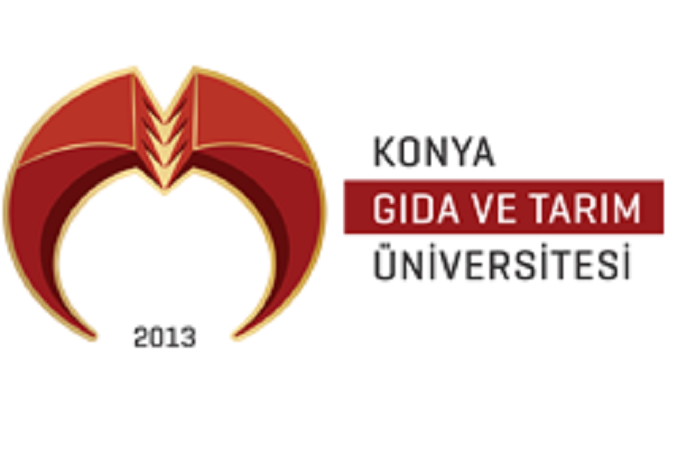 KONYA
GIDA VE TARIM
ÜNİVERSİTESİ
2013